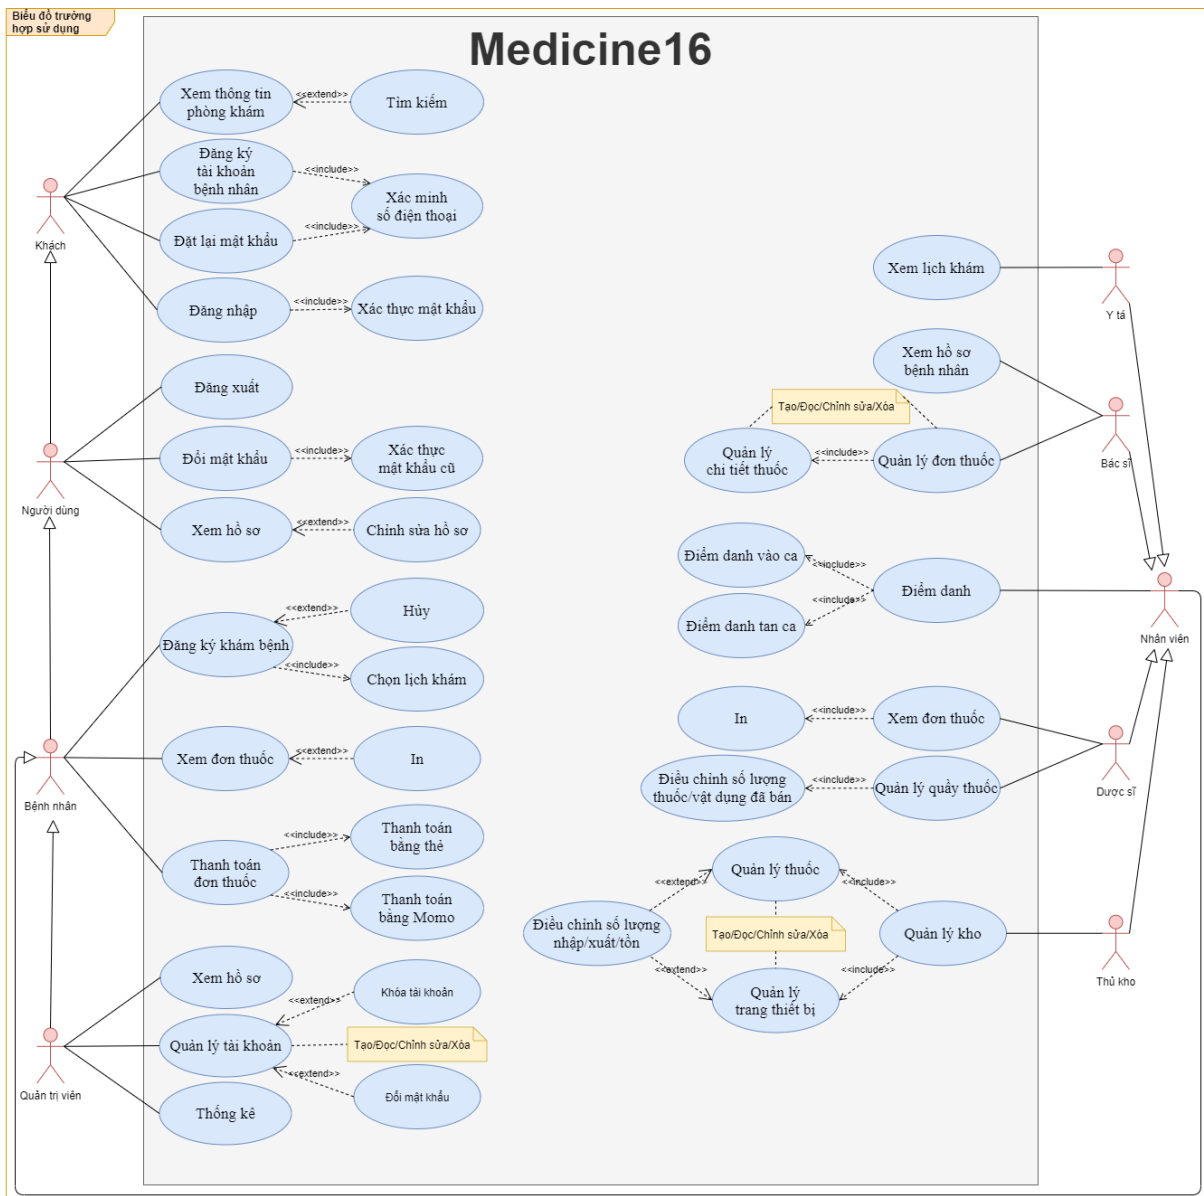 Biểu đồ trường
hợp sử dụng
Medicine16
Xem thông tin
phòng khám
<<extend>>
Tìm kiếm
Đăng ký
tài khoản
bệnh nhân
<<include>>
Xác minh
số điện thoại
Khách
Đặt lại mật khẩu
<<include>>
Đăng nhập
<<include>>
Xác thực mật khẩu
Đăng xuất
Đổi mật khẩu
<<include>>
Xác thực
mật khẩu cũ
Người dùng
Xem hồ sơ
<<extend>>
Chỉnh sửa hồ sơ
Đăng ký khám bệnh
<<extend>>
Hủy
<<include>>
Chọn lịch khám
Xem đơn thuốc
<<extend>>
In
Bệnh nhân
Thanh toán
đơn thuốc
<<include>>
Thanh toán
bằng thẻ
<<include>>
Thanh toán
bằng Momo
Xem hồ sơ
Quản lý tài khoản
<<extend>>
Khóa tài khoản
Tạo/Đọc/Chỉnh sửa/Xóa
<<extend>>
Đổi mật khẩu
Quản trị viên
Thống kê
Xem lịch khám
Y tá
Xem hồ sơ
bệnh nhân
Tạo/Đọc/Chỉnh sửa/Xóa
Quản lý
chi tiết thuốc
<<include>>
Quản lý đơn thuốc
Bác sĩ
Điểm danh vào ca
<<include>>
Điểm danh
<<include>>
Điểm danh tan ca
Nhân viên
In
<<include>>
Xem đơn thuốc
Điều chỉnh số lượng
thuốc/vật dụng đã bán
<<include>>
Quản lý quầy thuốc
Dược sĩ
Quản lý thuốc
<<extend>>
<<include>>
Điều chỉnh số lượng
nhập/xuất/tồn
Tạo/Đọc/Chỉnh sửa/Xóa
Quản lý kho
<<extend>>
<<include>>
Quản lý
trang thiết bị
Thủ kho